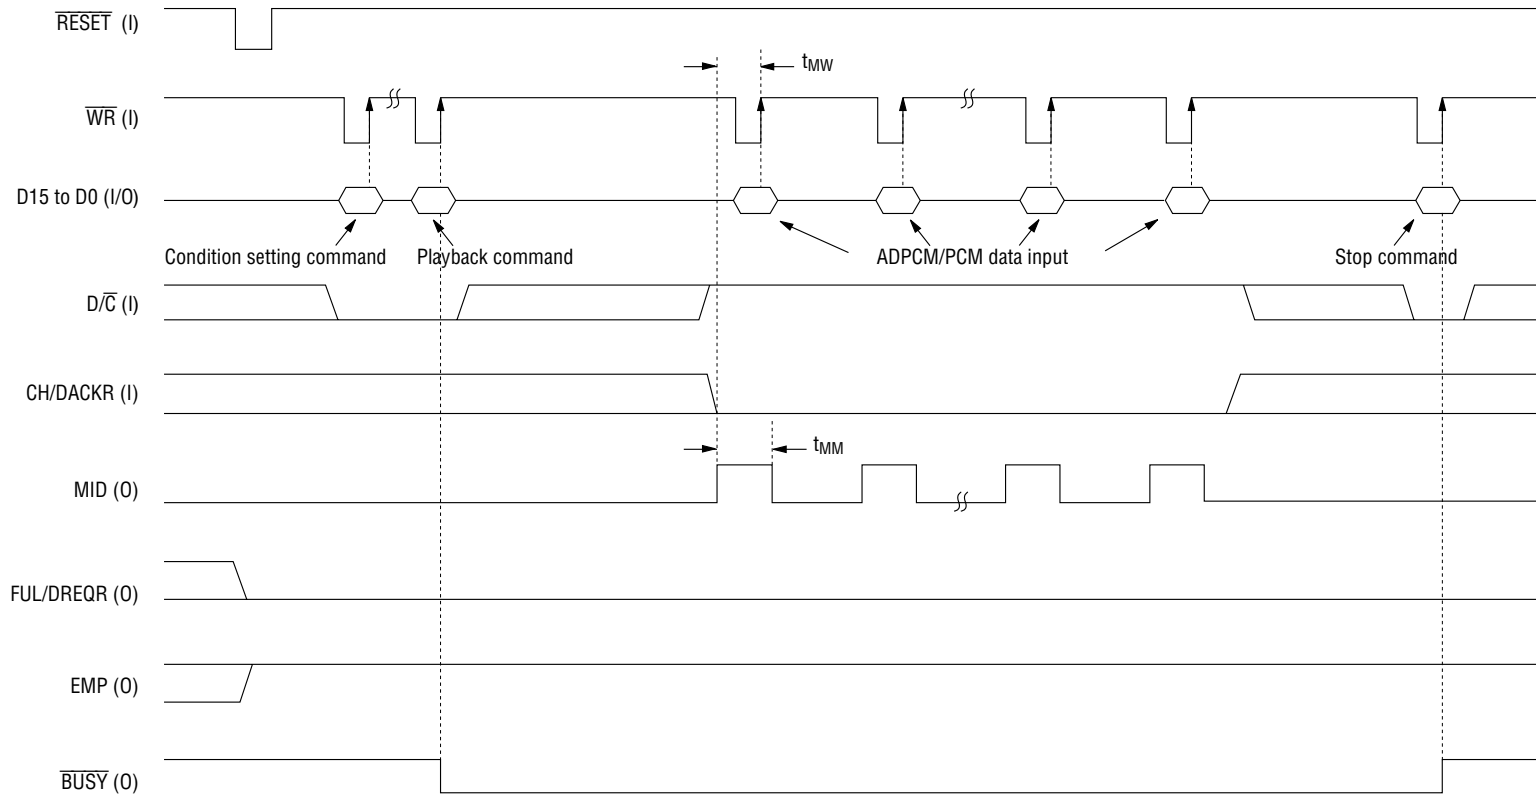 RESET (I)
tMW
WR (I)
D15 to D0 (I/O)
Condition setting command
Playback command
ADPCM/PCM data input
Stop command
D/C (I)
CH/DACKR (I)
tMM
MID (O)
FUL/DREQR (O)
EMP (O)
BUSY (O)